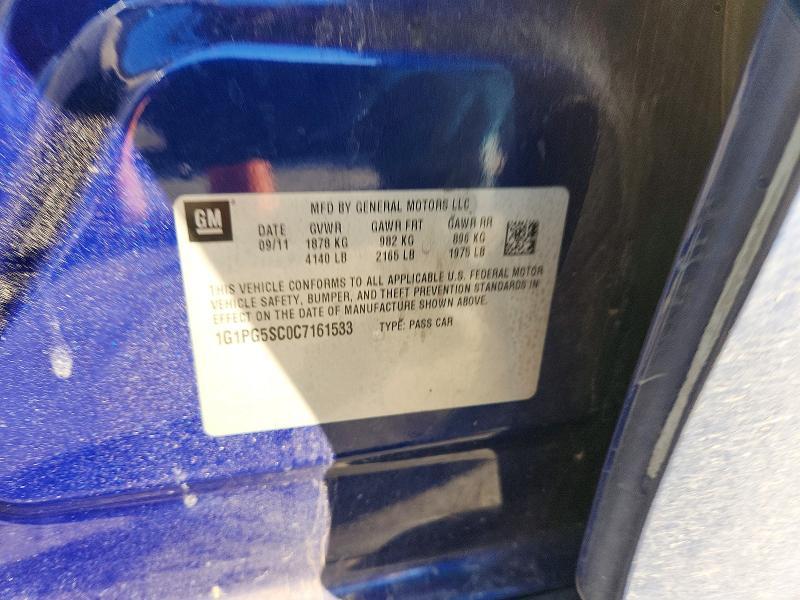 GM
MFD BY GENERAL MOTORS LLC
DATE GVWR GAWR FRT GAWR RR
09/11 1878 KG 982 KG 896 KG
4140 LB 2165 LB 1975 LB
THIS VEHICLE CONFORMS TO ALL APPLICABLE U.S. FEDERAL MOTOR
VEHICLE SAFETY, BUMPER, AND THEFT PREVENTION STANDARDS IN
EFFECT ON THE DATE OF MANUFACTURE SHOWN ABOVE.
1G1PG5SC0C7161533 TYPE: PASS CAR